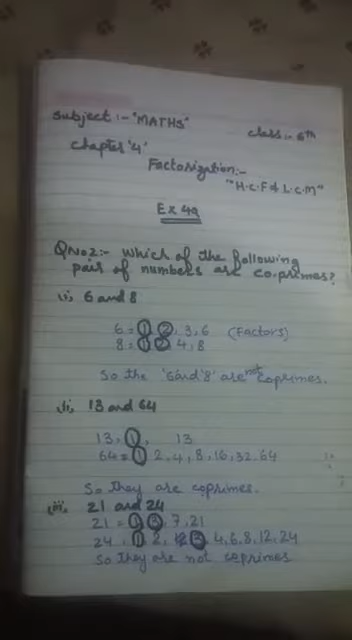 Subject :- "MATHS"
class :- 6th
Chapter '4'
Factorization:-
"H.C.F & L.C.M"
Ex 4a
QNo2:- which of the following
pair of numbers are co-primes?
(i), 6 and 8
6 = 1, 2, 3, 6 (Factors)
8 = 1, 2, 4, 8
So the '6 and 8' are not coprimes.
(ii), 13 and 64
13 = 1, 13
64 = 1, 2, 4, 8, 16, 32, 64
So they are coprimes.
(iii), 21 and 24
21 = 1, 3, 7, 21
24 = 1, 2, 3, 4, 6, 8, 12, 24
So they are not coprimes